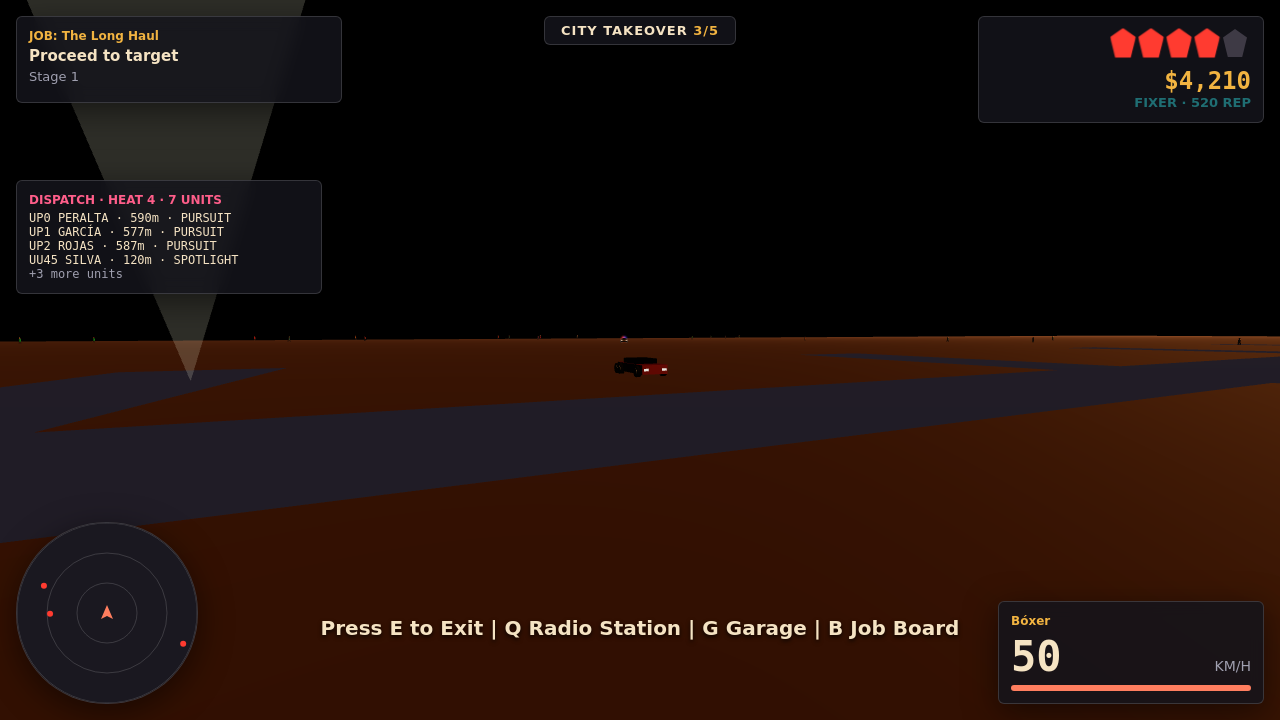 JOB: The Long Haul
Proceed to target
Stage 1
CITY TAKEOVER 3/5
$4,210
FIXER · 520 REP
DISPATCH · HEAT 4 · 7 UNITS
UP0 PERALTA · 590m · PURSUIT
UP1 GARCÍA · 577m · PURSUIT
UP2 ROJAS · 587m · PURSUIT
UU45 SILVA · 120m · SPOTLIGHT
+3 more units
Press E to Exit | Q Radio Station | G Garage | B Job Board
Bóxer
50 KM/H